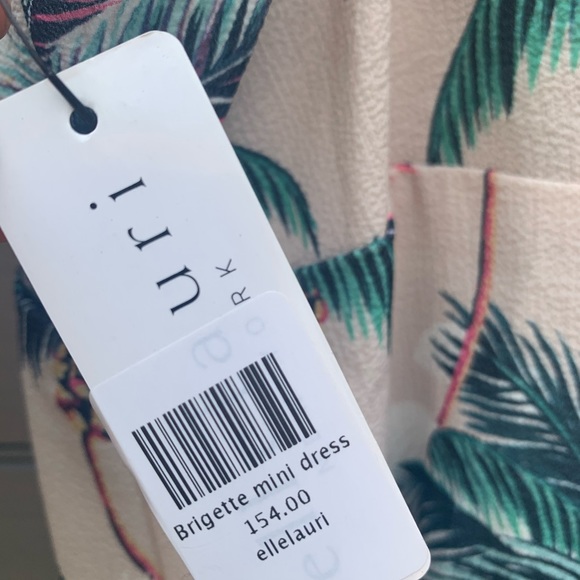 uri
RK
Brigette mini dress
154.00
ellelauri